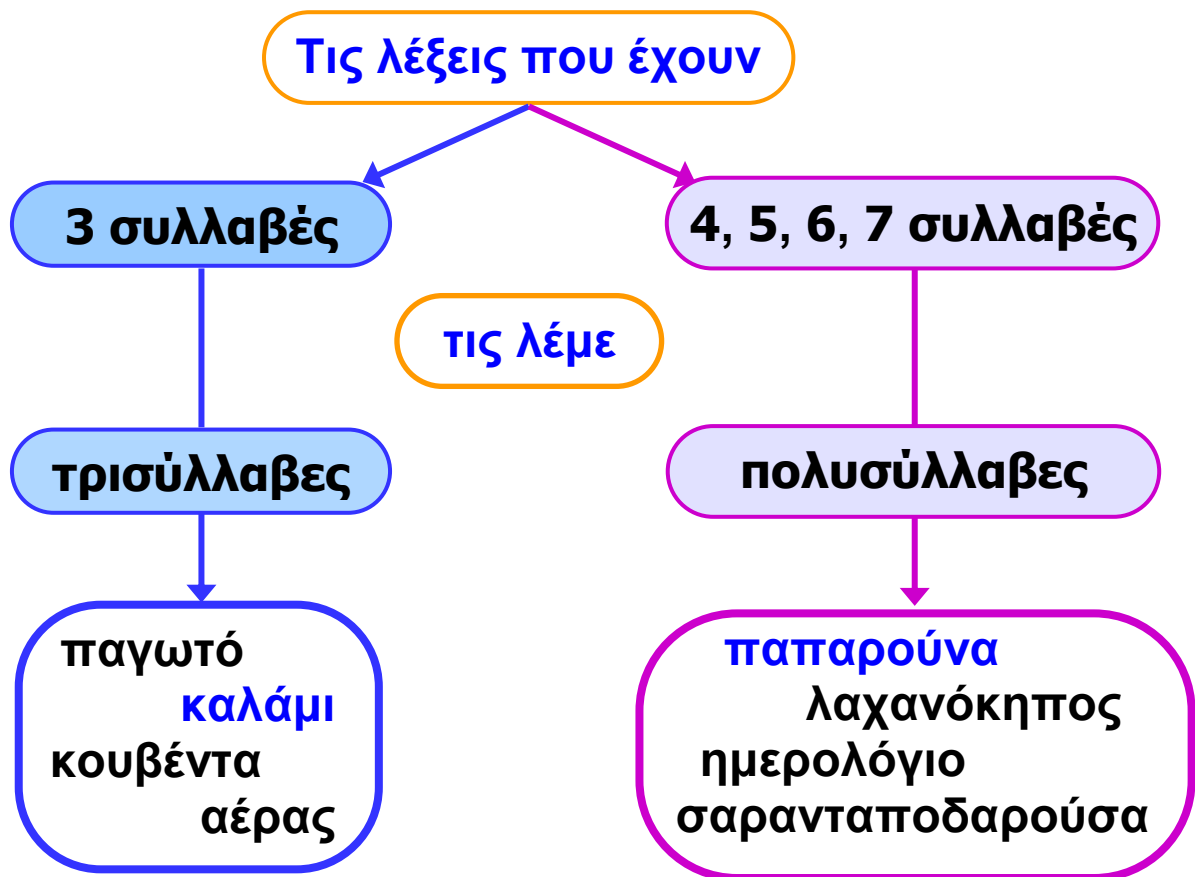 Τις λέξεις που έχουν
3 συλλαβές
4, 5, 6, 7 συλλαβές
τις λέμε
τρισύλλαβες
πολυσύλλαβες
παγωτό
καλάμι
κουβέντα
αέρας
παπαρούνα
λαχανόκηπος
ημερολόγιο
σαρανταποδαρούσα